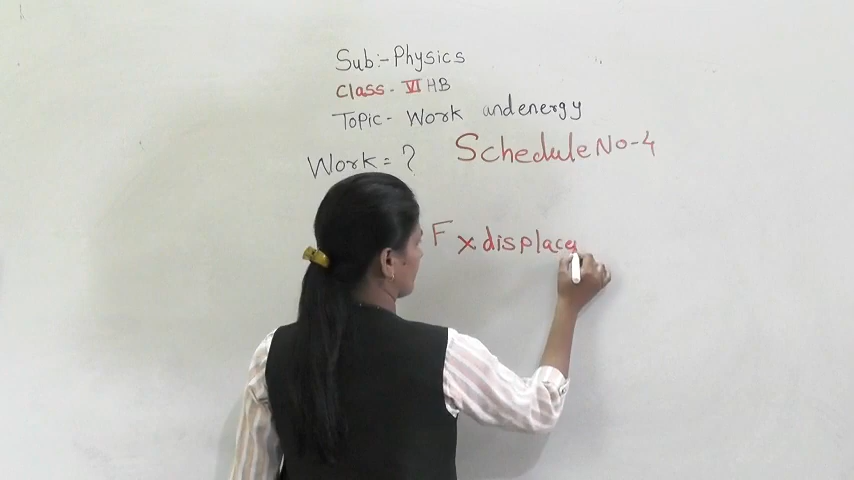 Sub:- Physics
Class - VI HB
Topic - Work and energy
Schedule No-4
Work = ?
F x displace